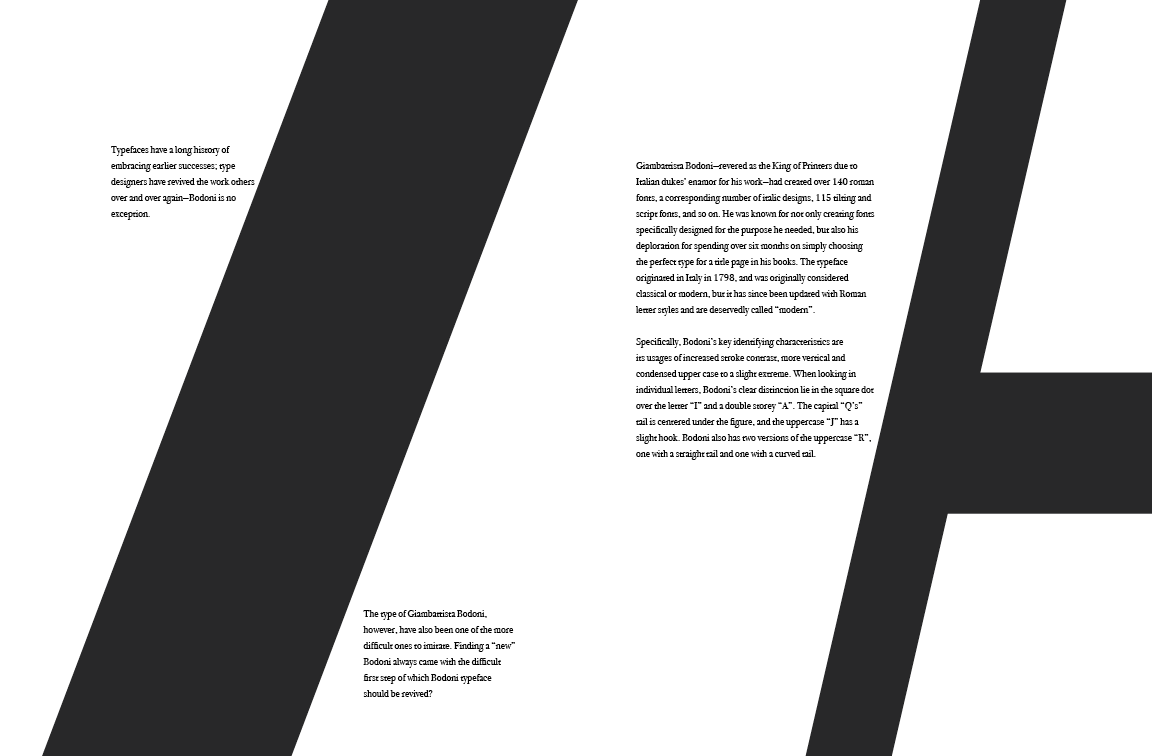 Typefaces have a long history of
embracing earlier successes; type
designers have revived the work others
over and over again—Bodoni is no
exception.
The type of Giambattista Bodoni,
however, have also been one of the more
difficult ones to imitate. Finding a “new”
Bodoni always came with the difficult
first step of which Bodoni typeface
should be revived?
Giambattista Bodoni—revered as the King of Printers due to
Italian dukes’ enamor for his work—had created over 140 roman
fonts, a corresponding number of italic designs, 115 tilting and
script fonts, and so on. He was known for not only creating fonts
specifically designed for the purpose he needed, but also his
deploration for spending over six months on simply choosing
the perfect type for a title page in his books. The typeface
originated in Italy in 1798, and was originally considered
classical or modern, but it has since been updated with Roman
letter styles and are deservedly called “modern”.
Specifically, Bodoni’s key identifying characteristics are
its usages of increased stroke contrast, more vertical and
condensed upper case to a slight extreme. When looking in
individual letters, Bodoni’s clear distinction lie in the square dot
over the letter “I” and a double storey “A”. The capital “Q’s”
tail is centered under the figure, and the uppercase “J” has a
slight hook. Bodoni also has two versions of the uppercase “R”,
one with a straight tail and one with a curved tail.